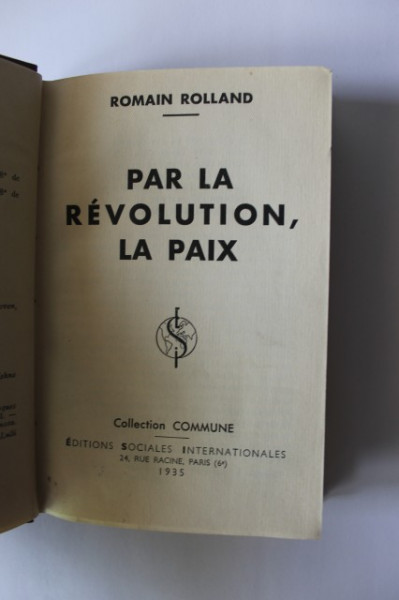 ROMAIN ROLLAND
PAR LA
RÉVOLUTION,
LA PAIX
Collection COMMUNE
ÉDITIONS SOCIALES INTERNATIONALES
24, RUE RACINE, PARIS (6e)
1935